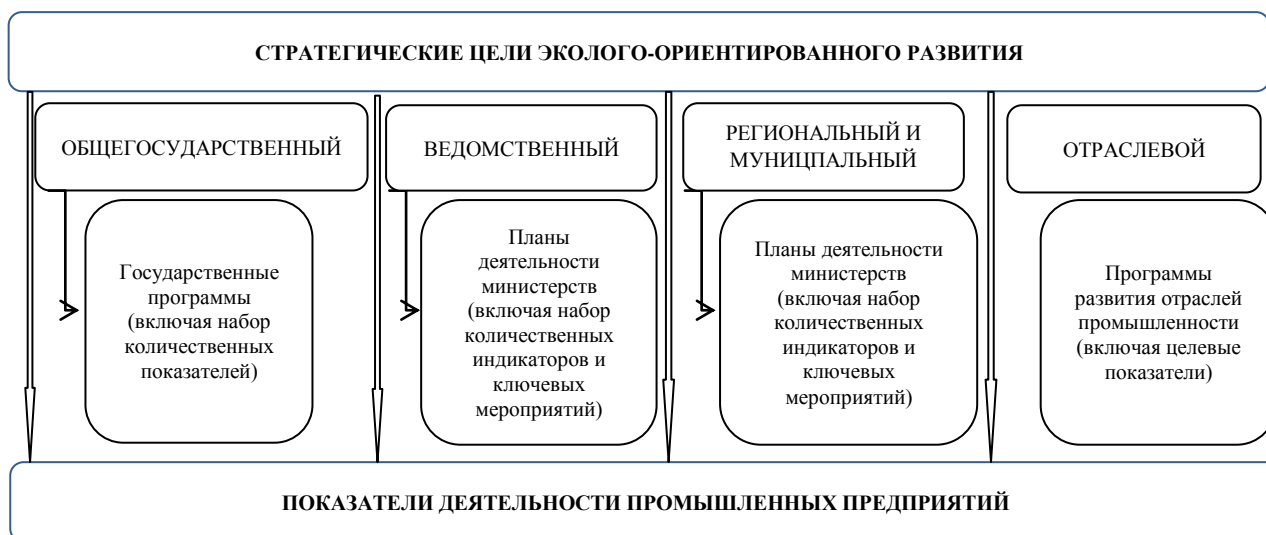 СТРАТЕГИЧЕСКИЕ ЦЕЛИ ЭКОЛОГО-ОРИЕНТИРОВАННОГО РАЗВИТИЯ
ОБЩЕГОСУДАРСТВЕННЫЙ
ВЕДОМСТВЕННЫЙ
РЕГИОНАЛЬНЫЙ И
МУНИЦПАЛЬНЫЙ
ОТРАСЛЕВОЙ
Государственные
программы
(включая набор
количественных
показателей)
Планы
деятельности
министерств
(включая набор
количественных
индикаторов и
ключевых
мероприятий)
Планы деятельности
министерств
(включая набор
количественных
индикаторов и
ключевых
мероприятий)
Программы
развития отраслей
промышленности
(включая целевые
показатели)
ПОКАЗАТЕЛИ ДЕЯТЕЛЬНОСТИ ПРОМЫШЛЕННЫХ ПРЕДПРИЯТИЙ